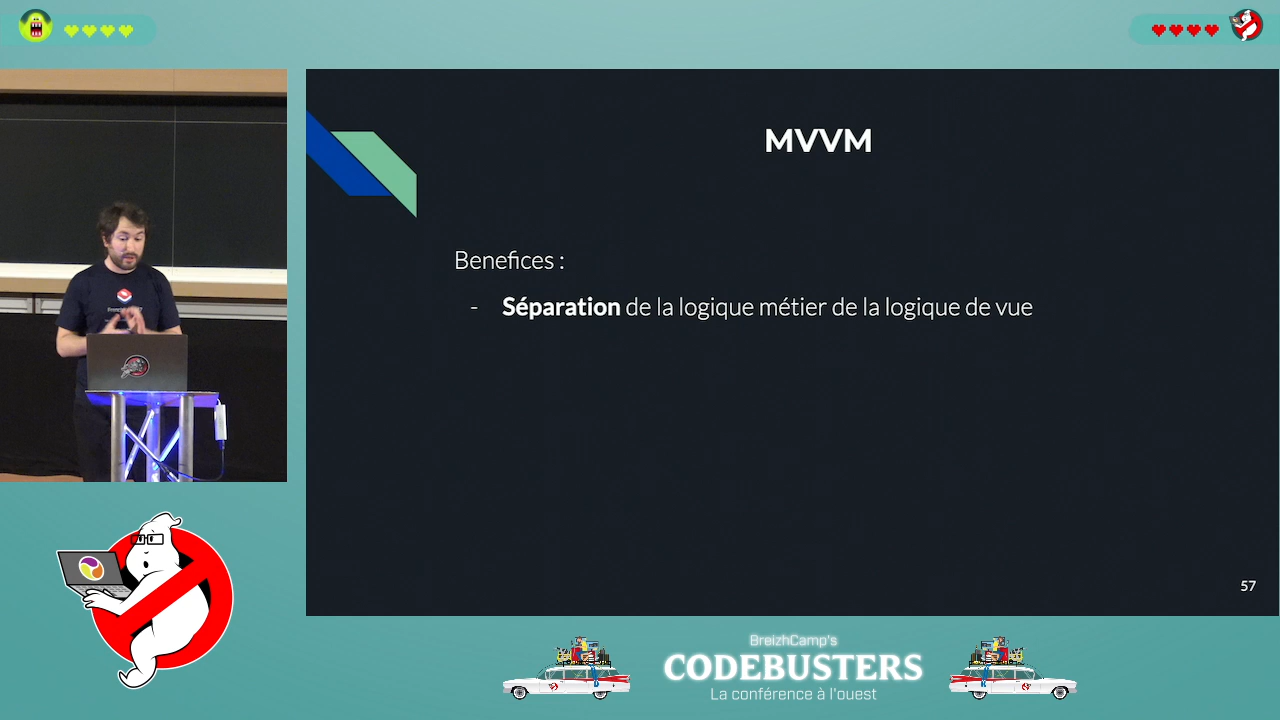 MVVM
Benefices :
- Séparation de la logique métier de la logique de vue
57
BreizhCamp's
CODEBUSTERS
La conférence à l'ouest